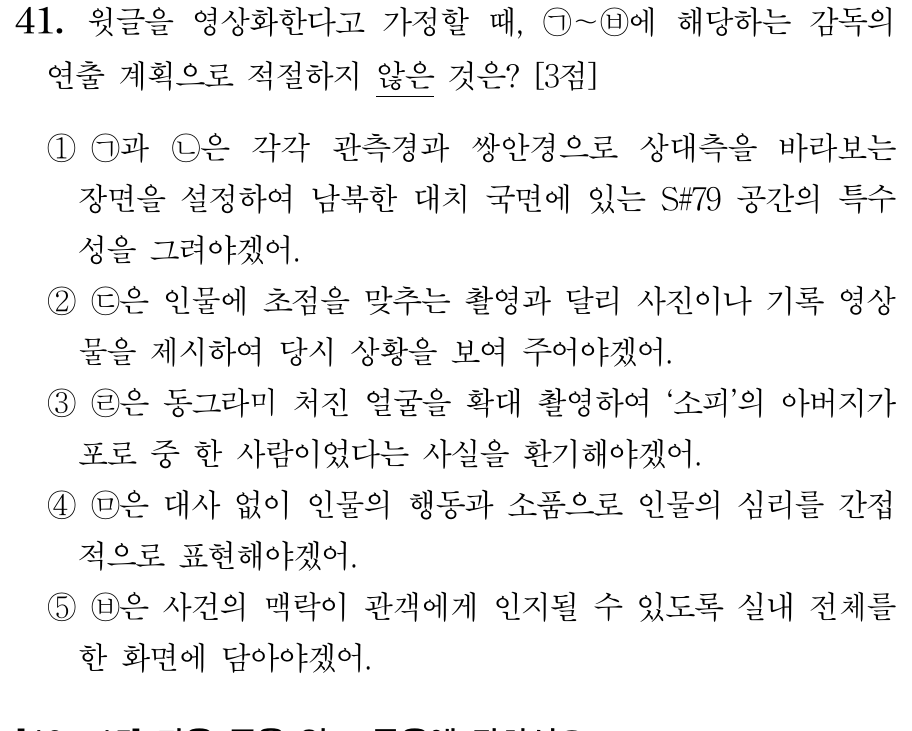 41. 윗글을 영상화한다고 가정할 때, ㉠~㉥에 해당하는 감독의
연출 계획으로 적절하지 않은 것은? [3점]
① ㉠과 ㉡은 각각 관측경과 쌍안경으로 상대측을 바라보는
장면을 설정하여 남북한 대치 국면에 있는 S#79 공간의 특수
성을 그려야겠어.
② ㉢은 인물에 초점을 맞추는 촬영과 달리 사진이나 기록 영상
물을 제시하여 당시 상황을 보여 주어야겠어.
③ ㉣은 동그라미 처진 얼굴을 확대 촬영하여 ‘소피’의 아버지가
포로 중 한 사람이었다는 사실을 환기해야겠어.
④ ㉤은 대사 없이 인물의 행동과 소품으로 인물의 심리를 간접
적으로 표현해야겠어.
⑤ ㉥은 사건의 맥락이 관객에게 인지될 수 있도록 실내 전체를
한 화면에 담아야겠어.